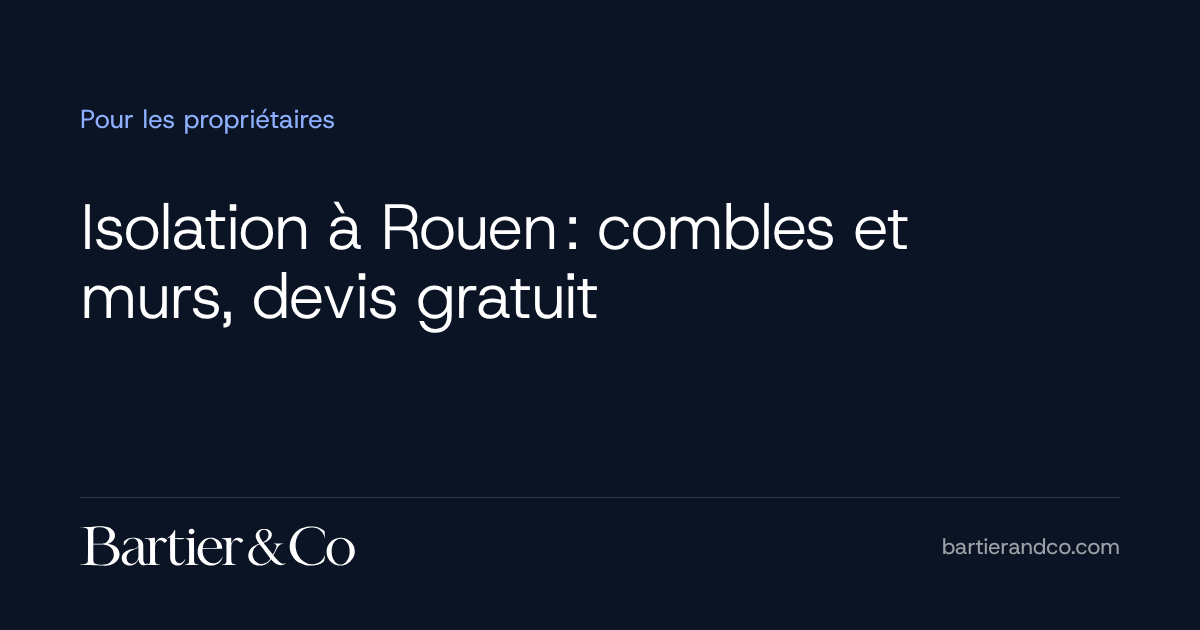 Pour les propriétaires
Isolation à Rouen : combles et
murs, devis gratuit
Bartier & Co
bartierandco.com